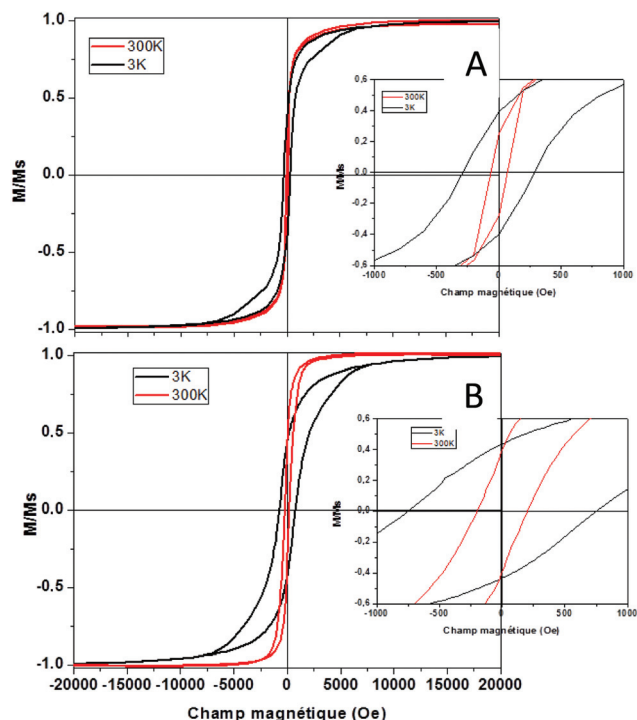 A
300K
3K
M/Ms
1.0
0.5
0.0
-0.5
-1.0
300K
3K
M/Ms
0,6
0,4
0,2
0,0
-0,2
-0,4
-0,6
-1000
-500
0
500
1000
Champ magnétique (Oe)
B
3K
300K
M/Ms
1.0
0.5
0.0
-0.5
-1.0
3K
300K
M/Ms
0,6
0,4
0,2
0,0
-0,2
-0,4
-0,6
-1000
-500
0
500
1000
Champ magnétique (Oe)
-20000 -15000 -10000 -5000 0 5000 10000 15000 20000
Champ magnétique (Oe)